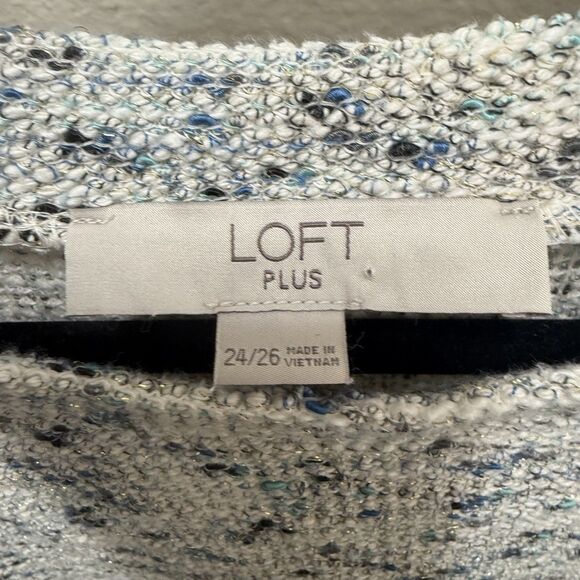 LOFT
PLUS
24/26 MADE IN
VIETNAM